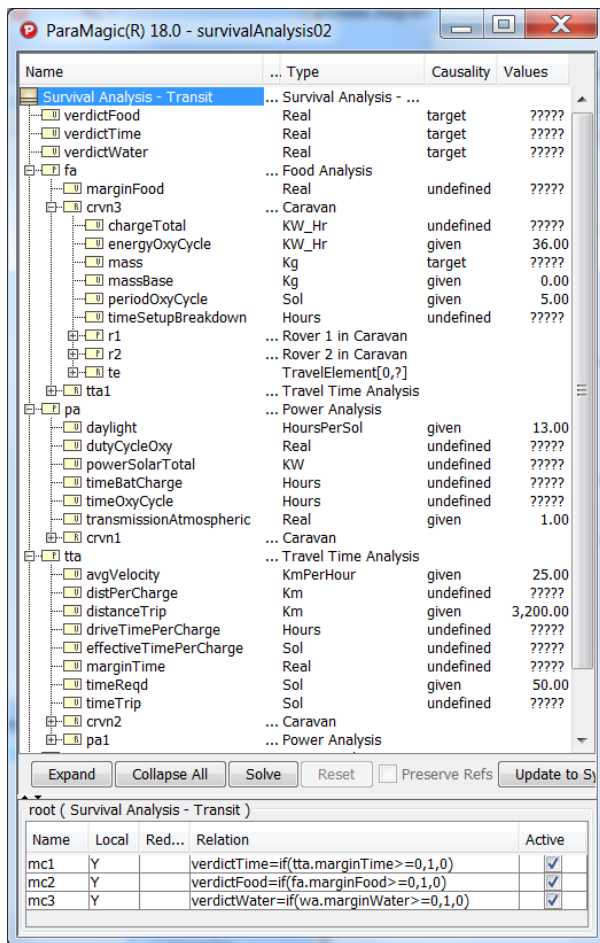 ParaMagic(R) 18.0 - survivalAnalysis02
Name ... Type Causality Values
Survival Analysis - Transit ... Survival Analysis - ...
verdictFood Real target ?????
verdictTime Real target ?????
verdictWater Real target ?????
fa ... Food Analysis
marginFood Real undefined ?????
crvn3 ... Caravan
chargeTotal KW_Hr undefined ?????
energyOxyCycle KW_Hr given 36.00
mass Kg target ?????
massBase Kg given 0.00
periodOxyCycle Sol given 5.00
timeSetupBreakdown Hours undefined ?????
r1 ... Rover 1 in Caravan
r2 ... Rover 2 in Caravan
te TravelElement[0,?]
tta1 ... Travel Time Analysis
pa ... Power Analysis
daylight HoursPerSol given 13.00
dutyCycleOxy Real undefined ?????
powerSolarTotal KW undefined ?????
timeBatCharge Hours undefined ?????
timeOxyCycle Hours undefined ?????
transmissionAtmospheric Real given 1.00
crvn1 ... Caravan
tta ... Travel Time Analysis
avgVelocity KmPerHour given 25.00
distPerCharge Km undefined ?????
distanceTrip Km given 3,200.00
driveTimePerCharge Hours undefined ?????
effectiveTimePerCharge Sol undefined ?????
marginTime Real undefined ?????
timeReqd Sol given 50.00
timeTrip Sol undefined ?????
crvn2 ... Caravan
pa1 ... Power Analysis
Expand Collapse All Solve Reset Preserve Refs Update to Sy
root ( Survival Analysis - Transit )
Name Local Red... Relation Active
mc1 Y verdictTime=if(tta.marginTime>=0,1,0)
mc2 Y verdictFood=if(fa.marginFood>=0,1,0)
mc3 Y verdictWater=if(wa.marginWater>=0,1,0)